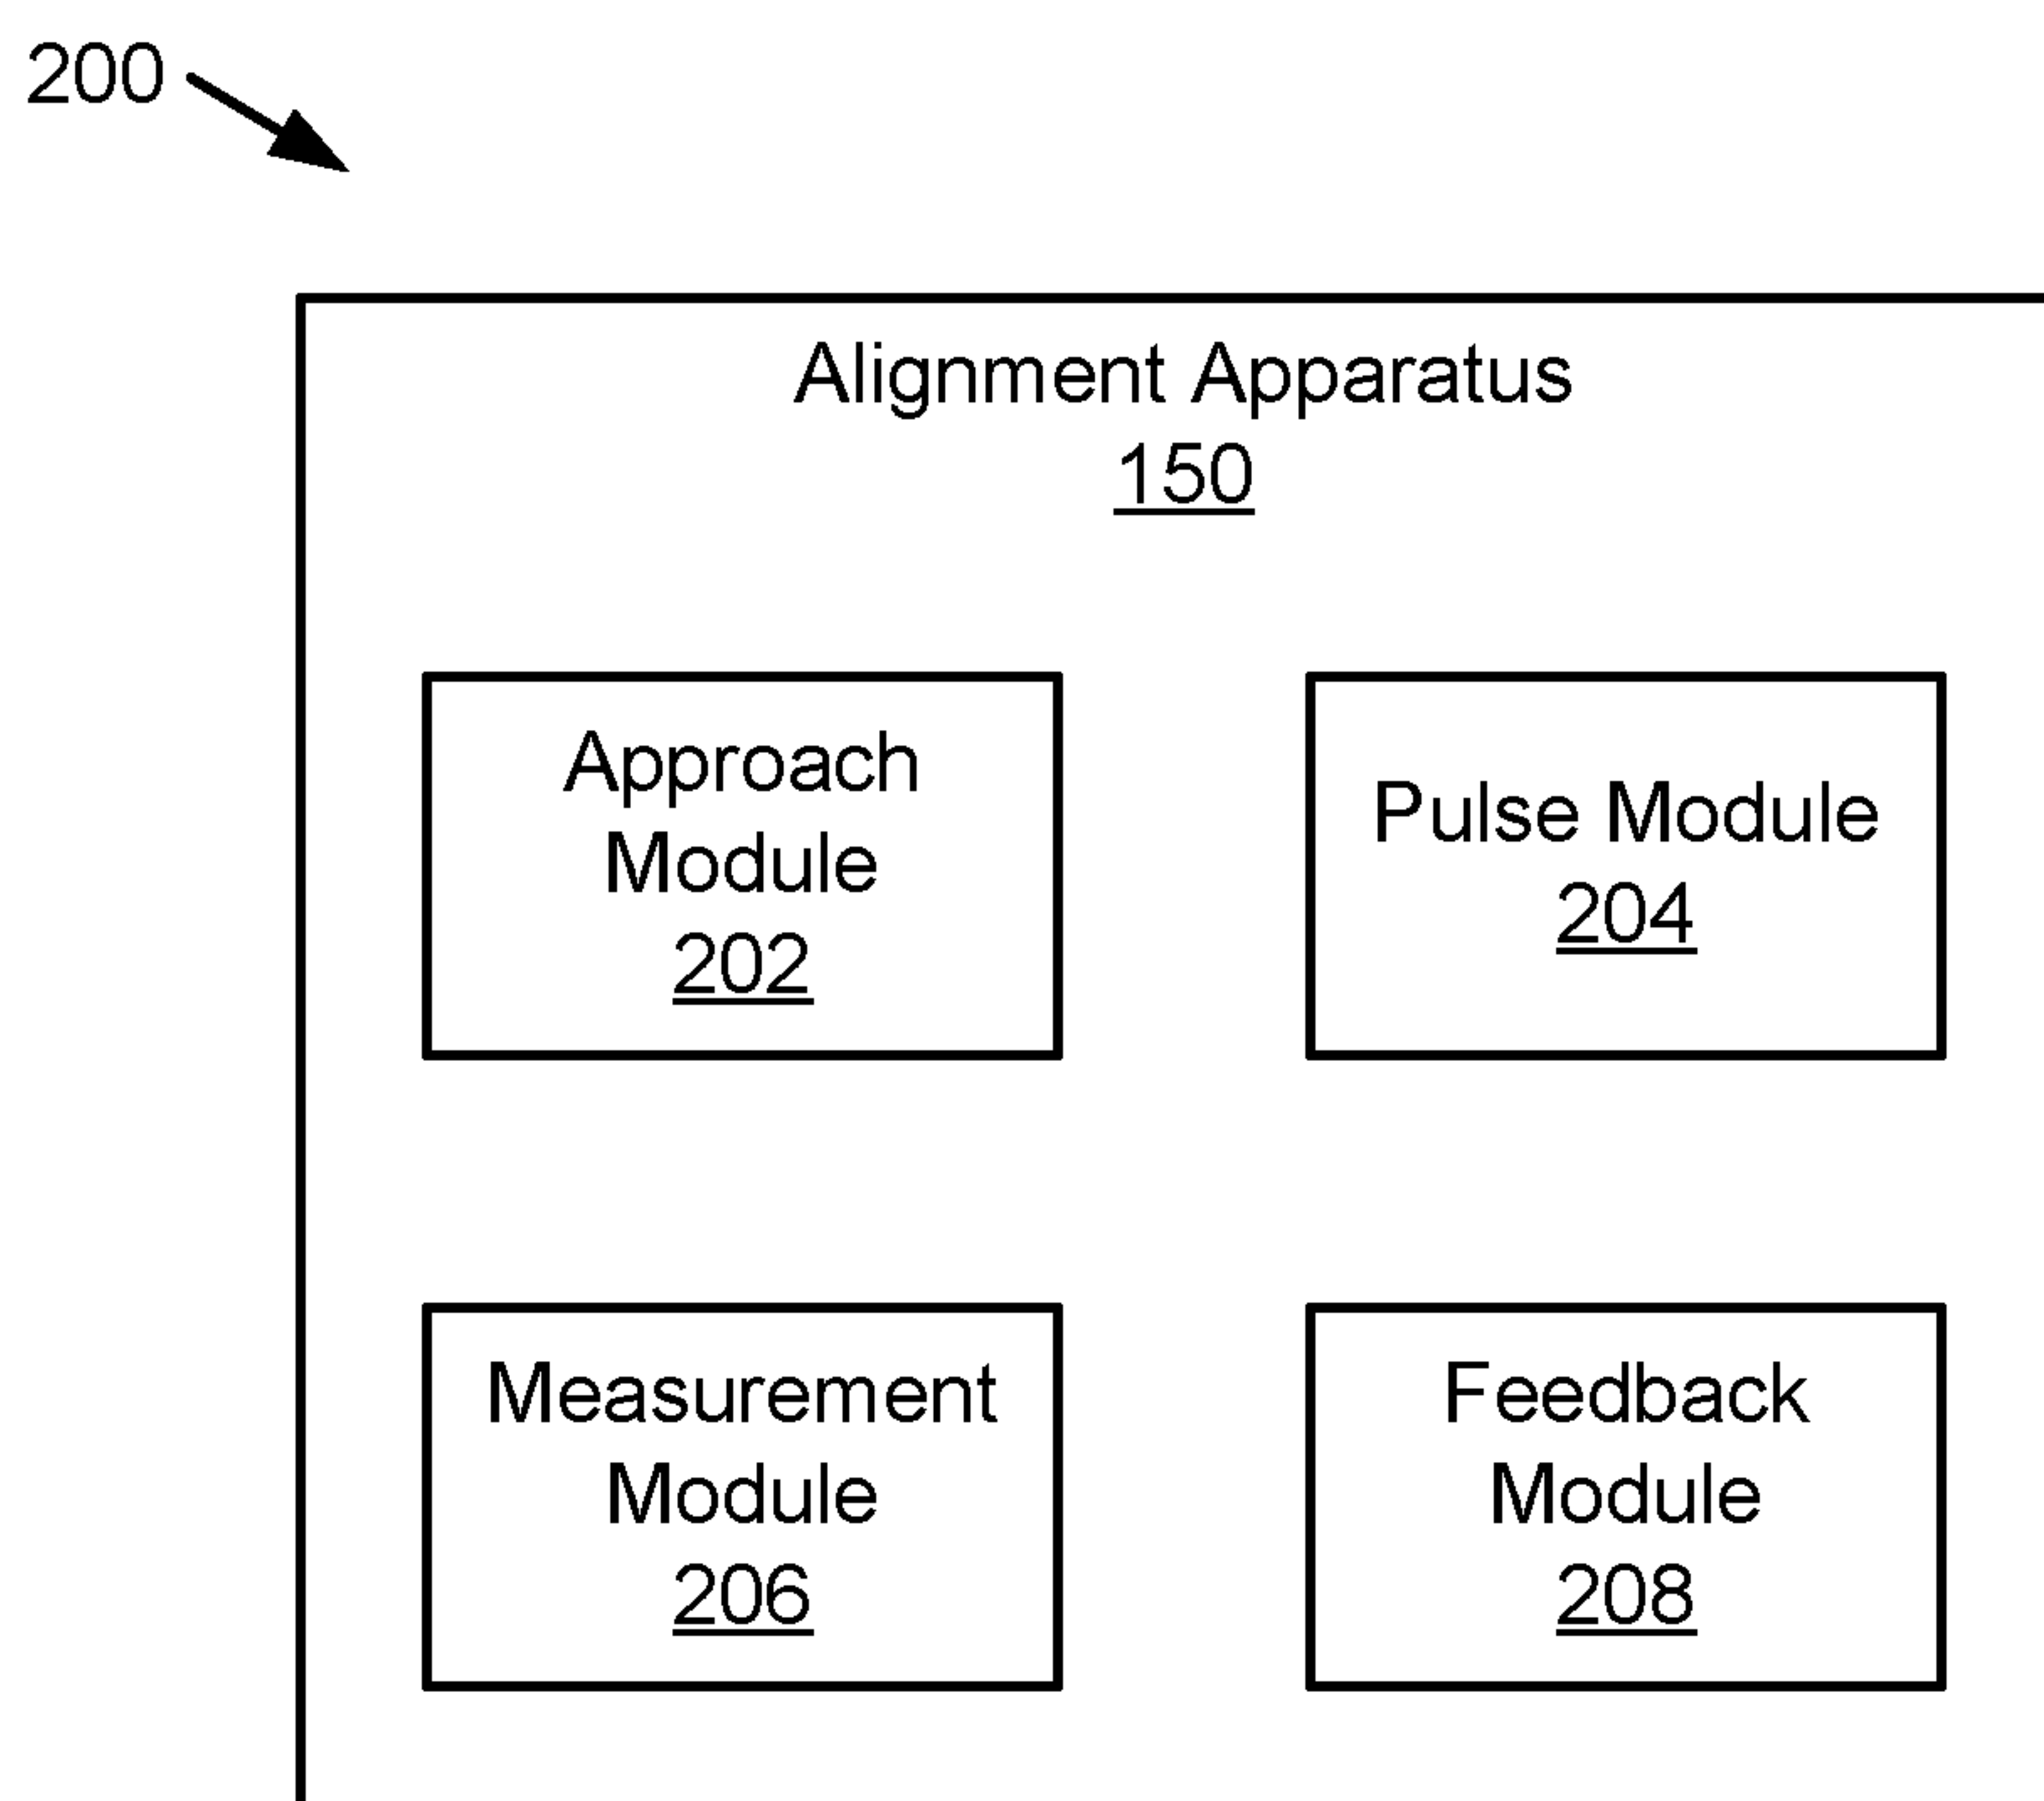 200
Alignment Apparatus
150
Approach
Module
202
Pulse Module
204
Measurement
Module
206
Feedback
Module
208